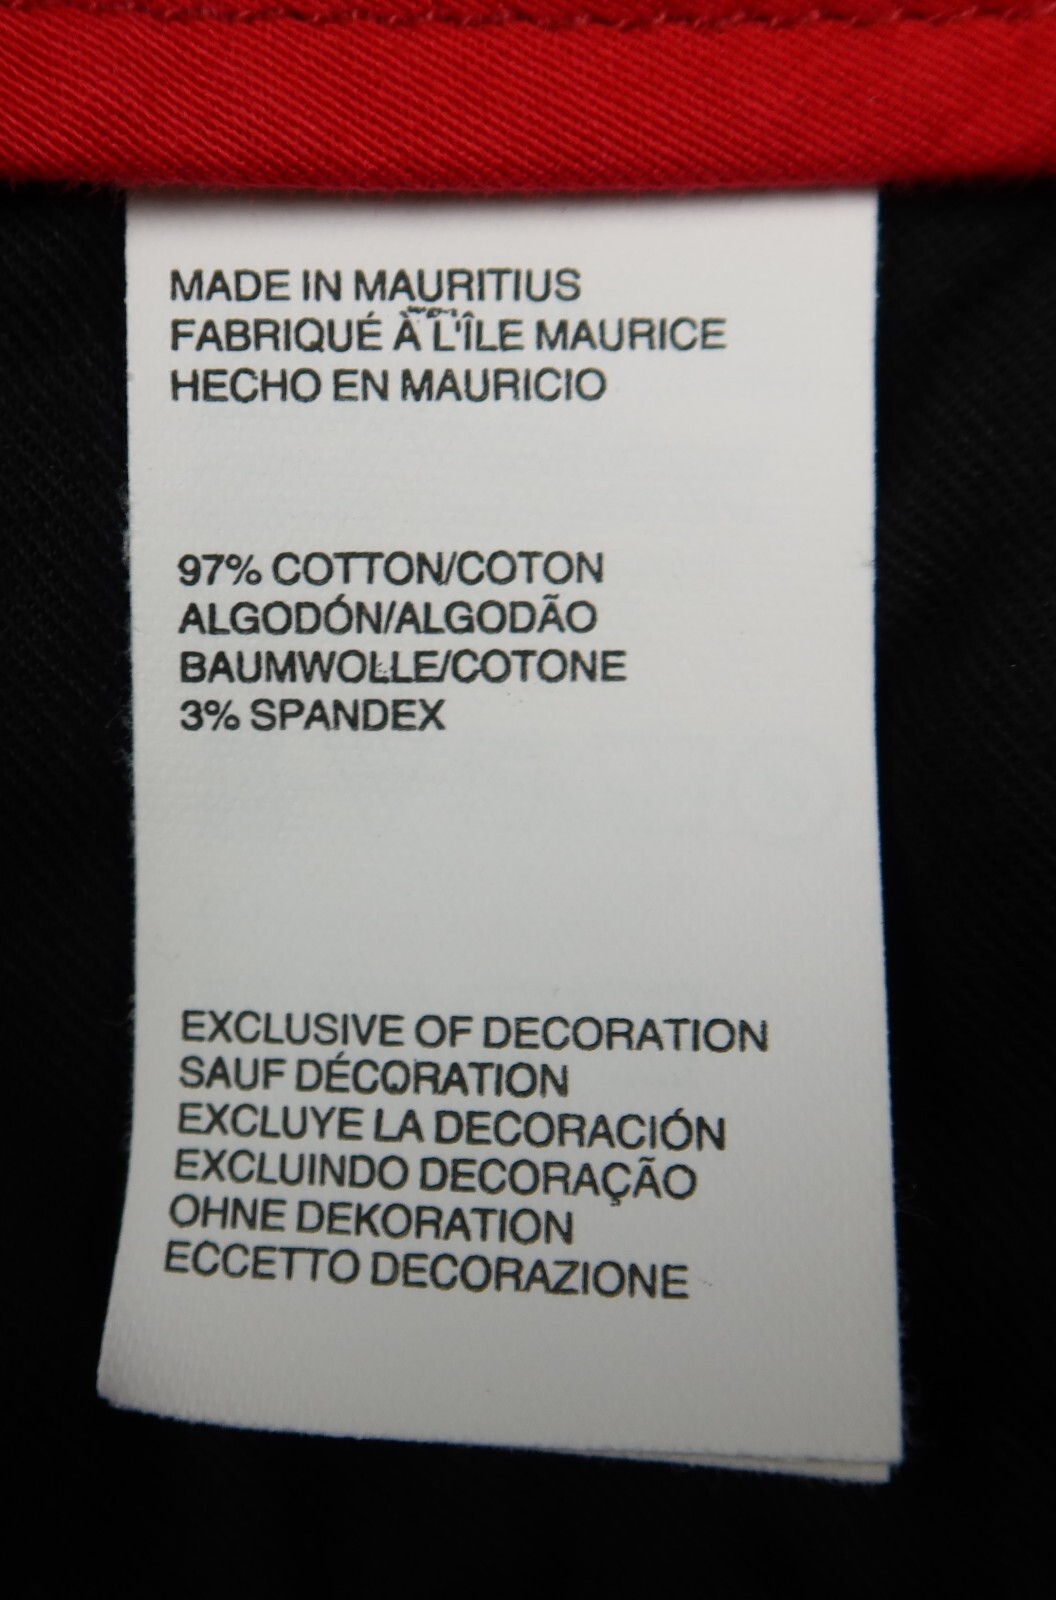 MADE IN MAURITIUS
FABRIQUÉ À L'ÎLE MAURICE
HECHO EN MAURICIO
97% COTTON/COTON
ALGODÓN/ALGODÃO
BAUMWOLLE/COTONE
3% SPANDEX
EXCLUSIVE OF DECORATION
SAUF DÉCORATION
EXCLUYE LA DECORACIÓN
EXCLUINDO DECORAÇÃO
OHNE DEKORATION
ECCETTO DECORAZIONE